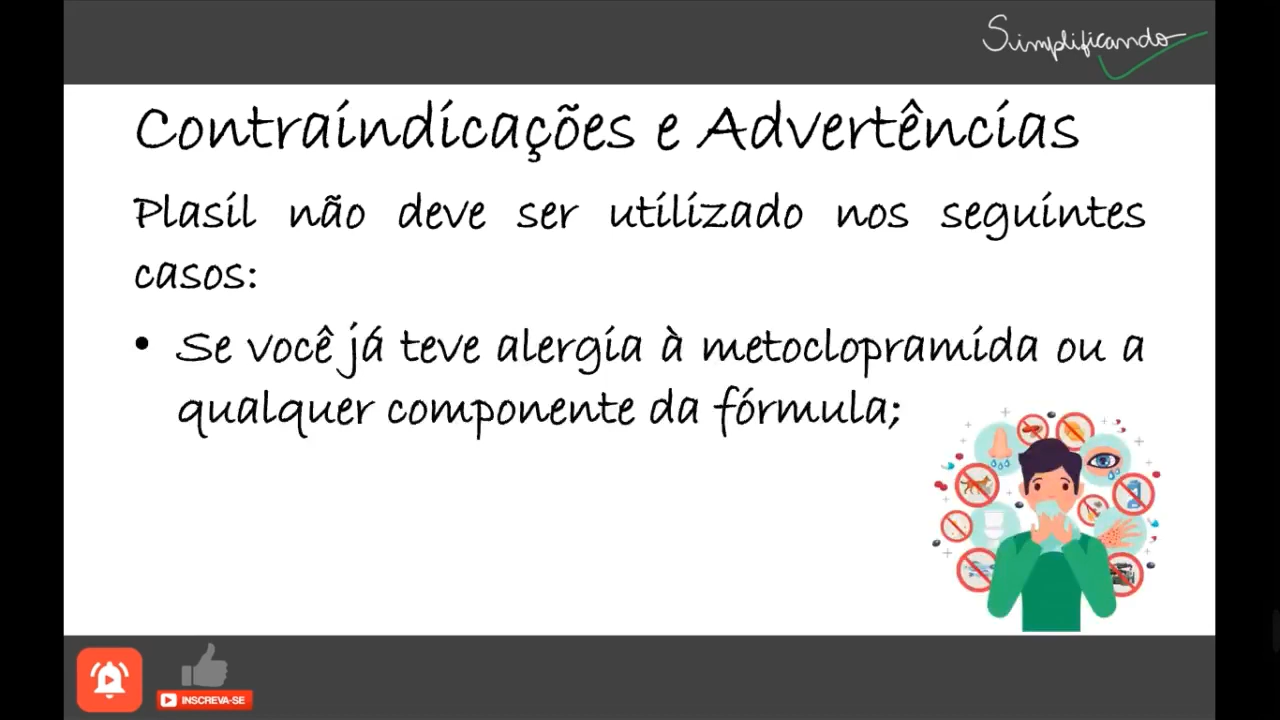 Simplificando
Contraindicações e Advertências
Plasil não deve ser utilizado nos seguintes
casos:
• Se você já teve alergia à metoclopramida ou a
qualquer componente da fórmula;
INSCREVA-SE